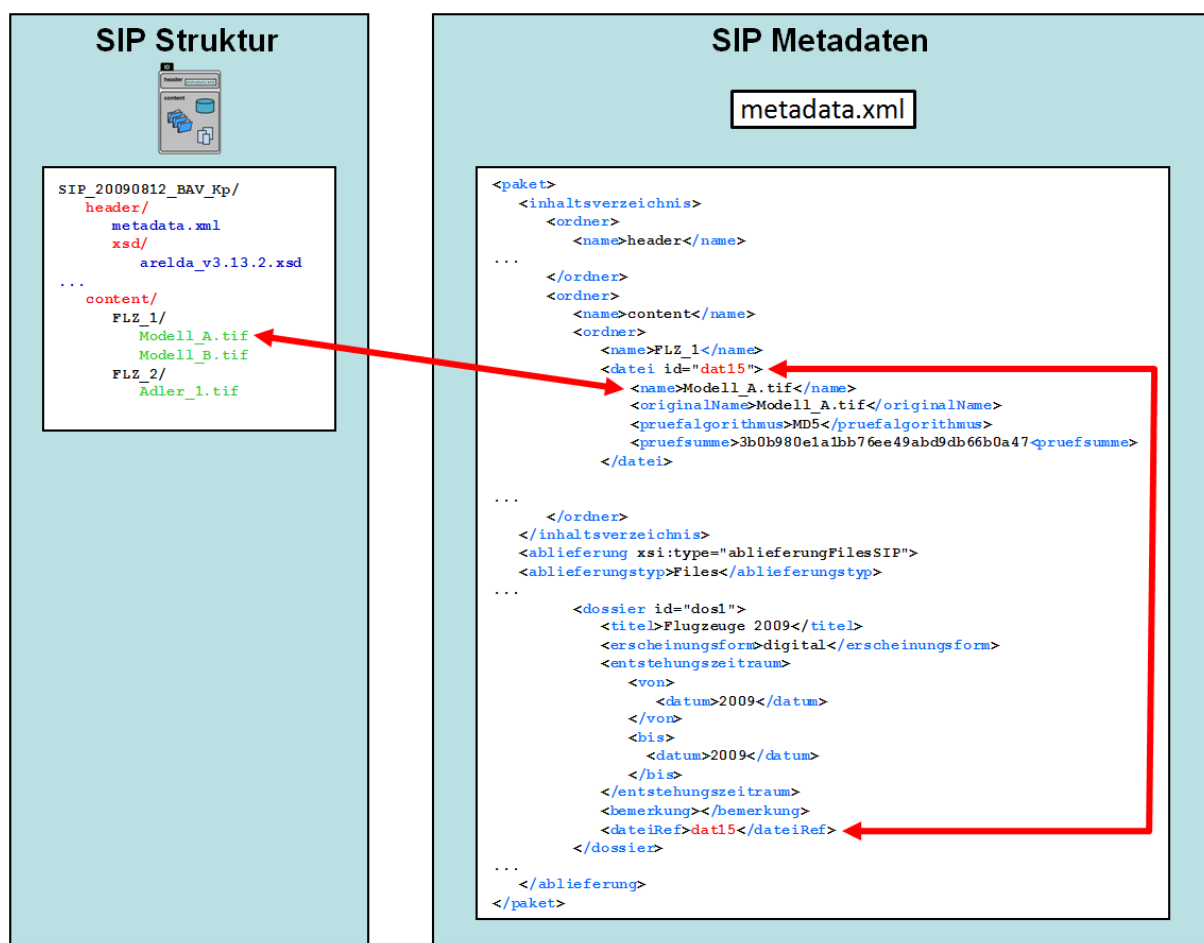 SIP Struktur
ID
header
content
SIP_20090812_BAV_Kp/
header/
metadata.xml
xsd/
arelda_v3.13.2.xsd
...
content/
FLZ_1/
Modell_A.tif
Modell_B.tif
FLZ_2/
Adler_1.tif
SIP Metadaten
metadata.xml
<paket>
<inhaltsverzeichnis>
<ordner>
<name>header</name>
...
</ordner>
<ordner>
<name>content</name>
<ordner>
<name>FLZ_1</name>
<datei id="dat15">
<name>Modell_A.tif</name>
<originalName>Modell_A.tif</originalName>
<pruefalgorithmus>MD5</pruefalgorithmus>
<pruefsumme>3b0b980e1a1bb76ee49abd9db66b0a47<pruefsumme>
</datei>
...
</ordner>
</inhaltsverzeichnis>
<ablieferung xsi:type="ablieferungFilesSIP">
<ablieferungstyp>Files</ablieferungstyp>
...
<dossier id="dos1">
<titel>Flugzeuge 2009</titel>
<erscheinungsform>digital</erscheinungsform>
<entstehungszeitraum>
<von>
<datum>2009</datum>
</von>
<bis>
<datum>2009</datum>
</bis>
</entstehungszeitraum>
<bemerkung></bemerkung>
<dateiRef>dat15</dateiRef>
</dossier>
...
</ablieferung>
</paket>